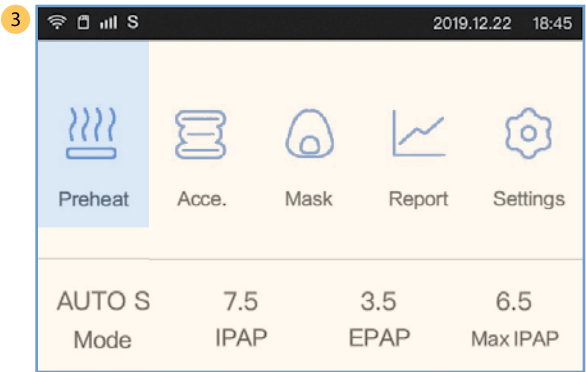 3
S 2019.12.22 18:45
Preheat Acce. Mask Report Settings
AUTO S 7.5 3.5 6.5
Mode IPAP EPAP Max IPAP